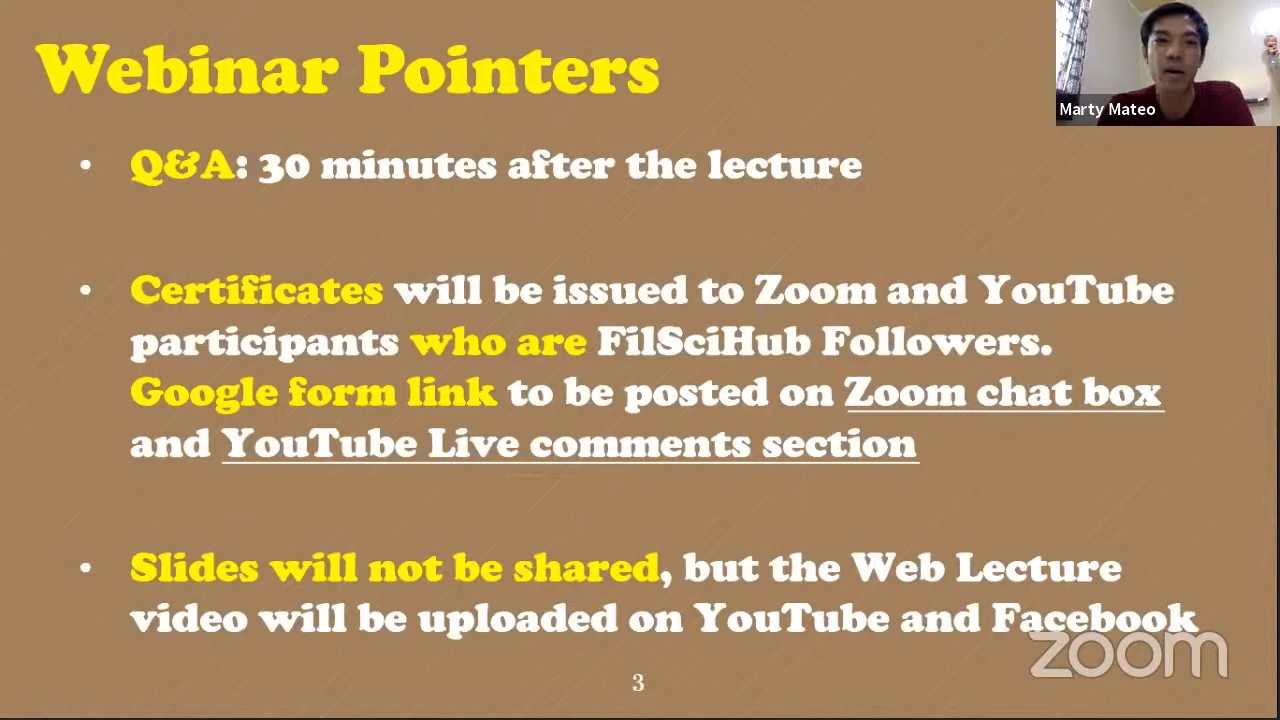 Webinar Pointers
Marty Mateo
• Q&A: 30 minutes after the lecture
• Certificates will be issued to Zoom and YouTube
participants who are FilSciHub Followers.
Google form link to be posted on Zoom chat box
and YouTube Live comments section
• Slides will not be shared, but the Web Lecture
video will be uploaded on YouTube and Facebook
zoom
3